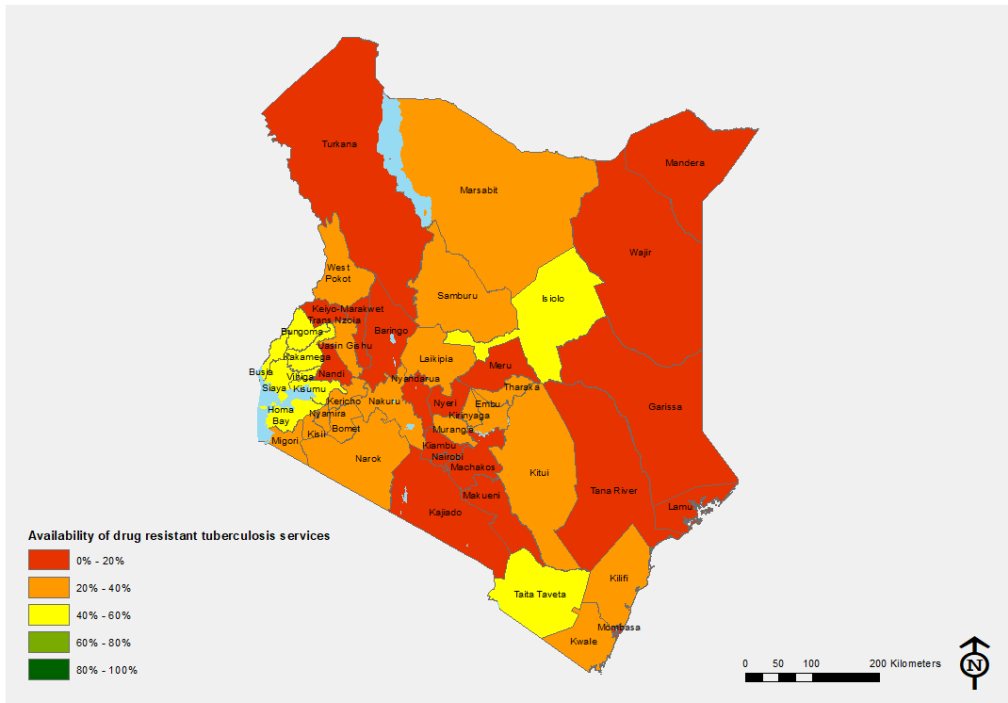 Turkana
Mandera
Marsabit
Wajir
West
Pokot
Samburu
Isiolo
Keiyo-Marakwet
Trans Nzoia
Baringo
Bungoma
Uasin Gishu
Kakamega
Laikipia
Meru
Busia
Vihiga
Nandi
Nyandarua
Tharaka
Siaya
Kisumu
Kericho
Nakuru
Nyeri
Embu
Garissa
Homa
Bay
Nyamira
Kirinyaga
Bomet
Murang'a
Migori
Kisii
Kiambu
Nairobi
Narok
Machakos
Kitui
Makueni
Tana River
Kajiado
Lamu
Kilifi
Taita Taveta
Mombasa
Kwale
Availability of drug resistant tuberculosis services
0% - 20%
20% - 40%
40% - 60%
60% - 80%
80% - 100%
0 50 100 200 Kilometers
N